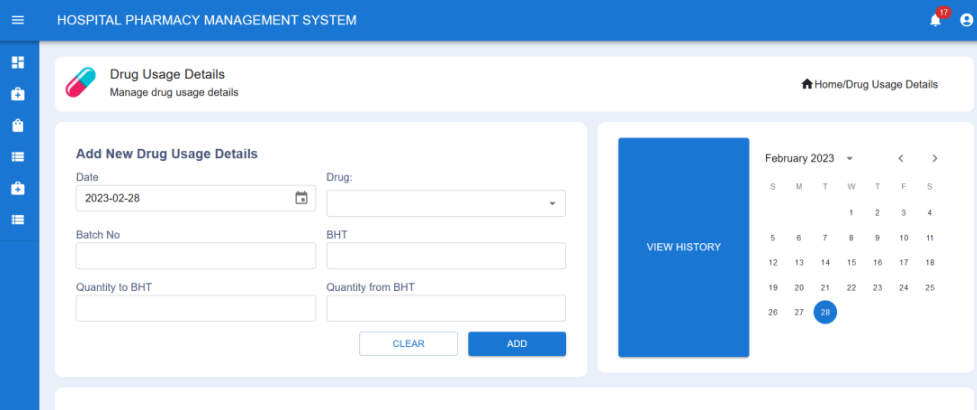 HOSPITAL PHARMACY MANAGEMENT SYSTEM
17
Drug Usage Details
Manage drug usage details
Home/Drug Usage Details
Add New Drug Usage Details
Date
Drug:
2023-02-28
Batch No
BHT
Quantity to BHT
Quantity from BHT
CLEAR
ADD
VIEW HISTORY
February 2023
S M T W T F S
1 2 3 4
5 6 7 8 9 10 11
12 13 14 15 16 17 18
19 20 21 22 23 24 25
26 27 28